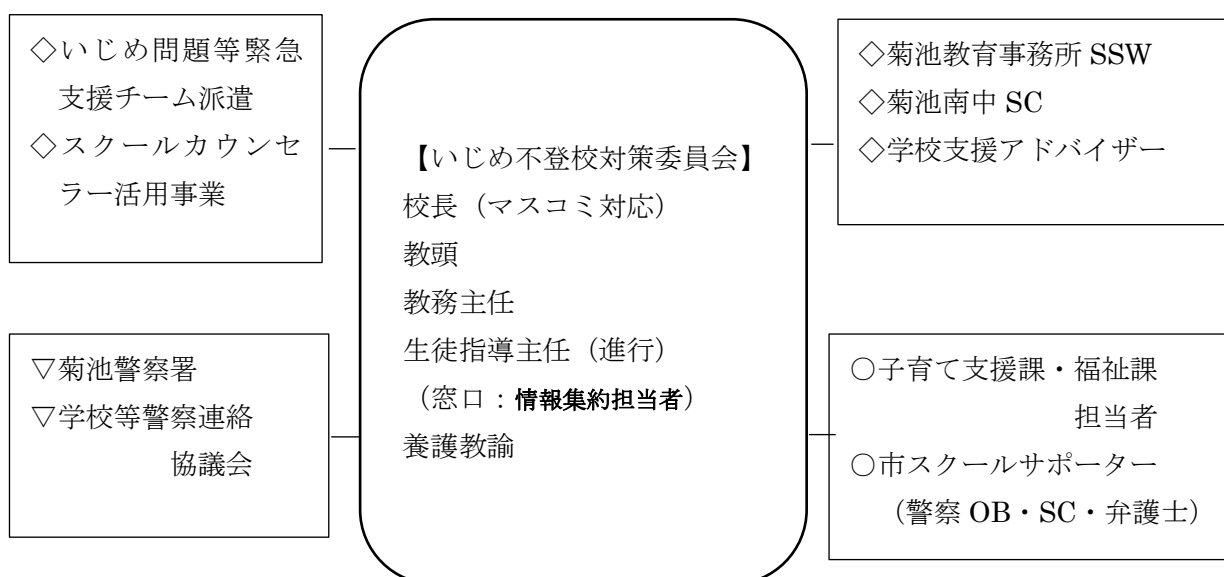 ◇いじめ問題等緊急
支援チーム派遣
◇スクールカウンセ
ラー活用事業
▽菊池警察署
▽学校等警察連絡
協議会
【いじめ不登校対策委員会】
校長（マスコミ対応）
教頭
教務主任
生徒指導主任（進行）
（窓口：情報集約担当者）
養護教諭
◇菊池教育事務所 SSW
◇菊池南中 SC
◇学校支援アドバイザー
○子育て支援課・福祉課
担当者
○市スクールサポーター
（警察 OB・SC・弁護士）